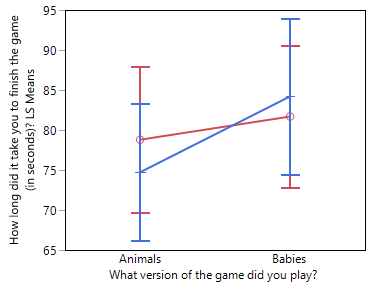 How long did it take you to finish the game
(in seconds)? LS Means
95
90
85
80
75
70
65
Animals Babies
What version of the game did you play?